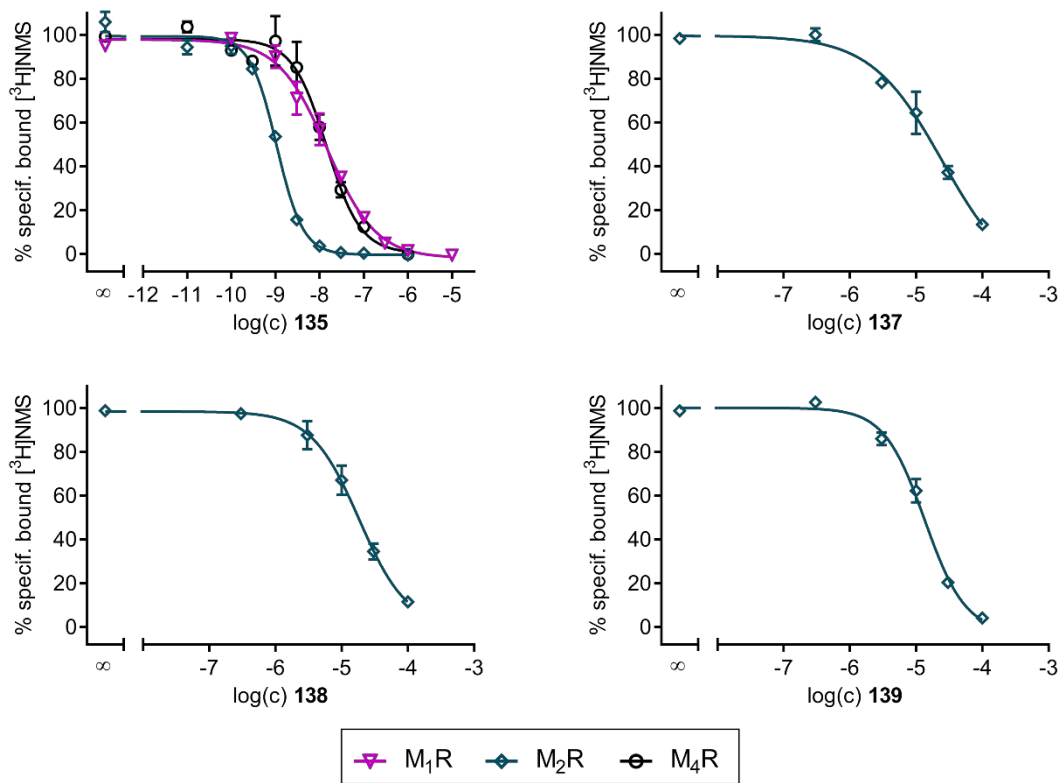 % specif. bound [³H]NMS
100
80
60
40
20
0
∞ -12 -11 -10 -9 -8 -7 -6 -5
log(c) 135
% specif. bound [³H]NMS
100
80
60
40
20
0
∞ -7 -6 -5 -4 -3
log(c) 137
% specif. bound [³H]NMS
100
80
60
40
20
0
∞ -7 -6 -5 -4 -3
log(c) 138
% specif. bound [³H]NMS
100
80
60
40
20
0
∞ -7 -6 -5 -4 -3
log(c) 139
M₁R M₂R M₄R